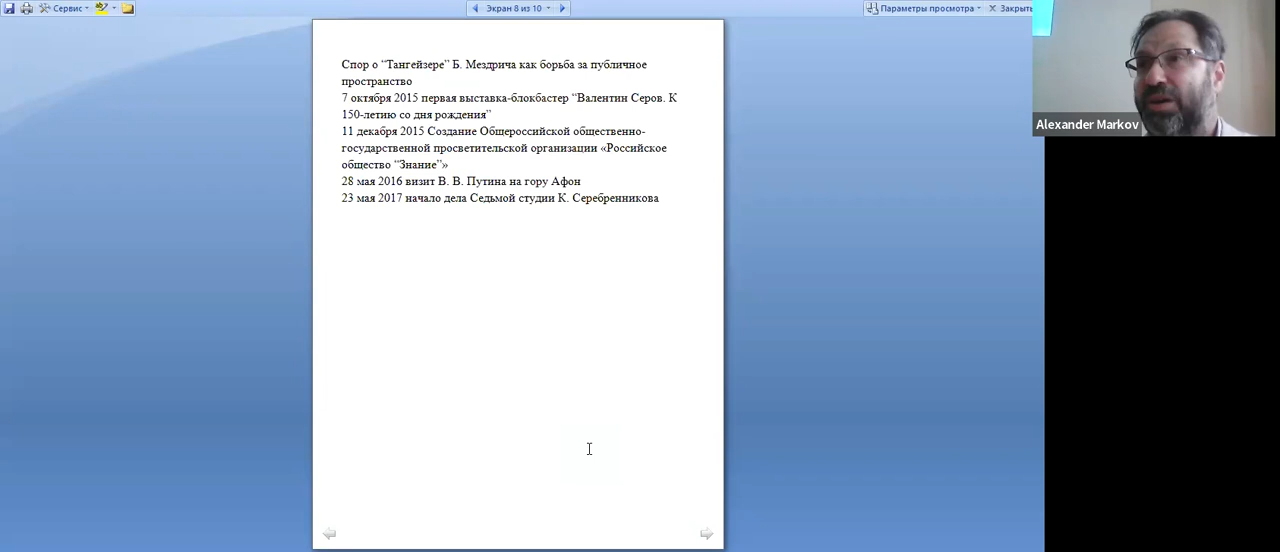 Сервис
Экран 8 из 10
Параметры просмотра
Закрыть
Спор о “Тангейзере” Б. Мездрича как борьба за публичное
пространство
7 октября 2015 первая выставка-блокбастер “Валентин Серов. К
150-летию со дня рождения”
11 декабря 2015 Создание Общероссийской общественно-
государственной просветительской организации «Российское
общество “Знание”»
28 мая 2016 визит В. В. Путина на гору Афон
23 мая 2017 начало дела Седьмой студии К. Серебренникова
Alexander Markov